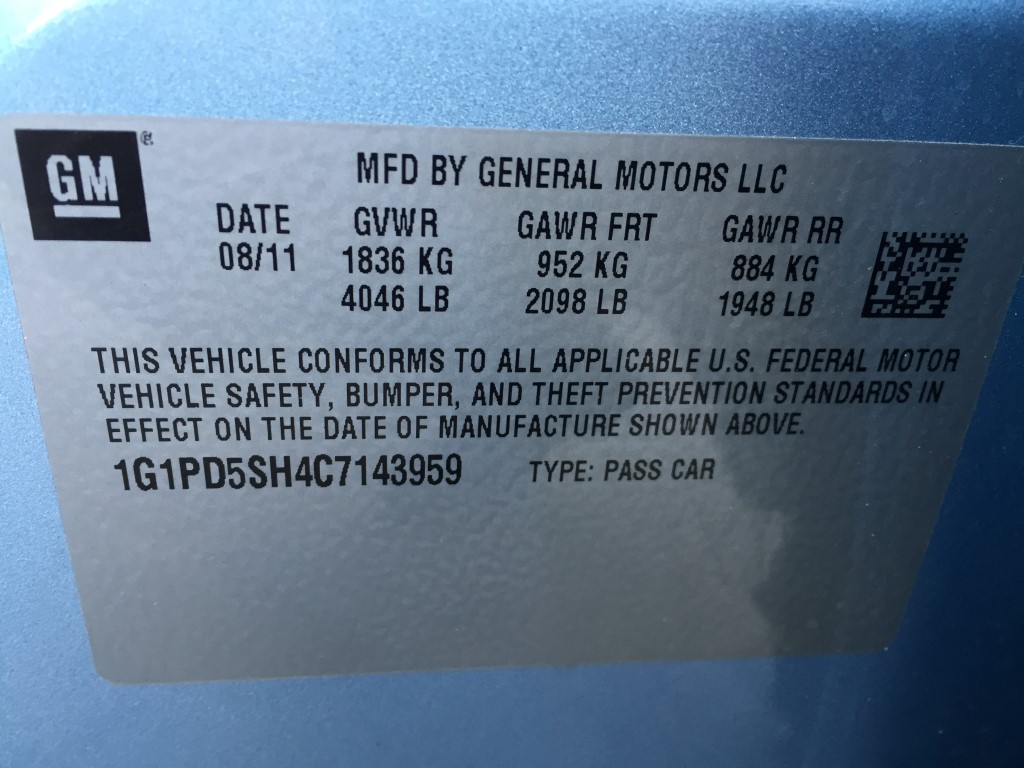 GM ®
MFD BY GENERAL MOTORS LLC
DATE GVWR GAWR FRT GAWR RR
08/11 1836 KG 952 KG 884 KG
4046 LB 2098 LB 1948 LB
THIS VEHICLE CONFORMS TO ALL APPLICABLE U.S. FEDERAL MOTOR
VEHICLE SAFETY, BUMPER, AND THEFT PREVENTION STANDARDS IN
EFFECT ON THE DATE OF MANUFACTURE SHOWN ABOVE.
1G1PD5SH4C7143959 TYPE: PASS CAR